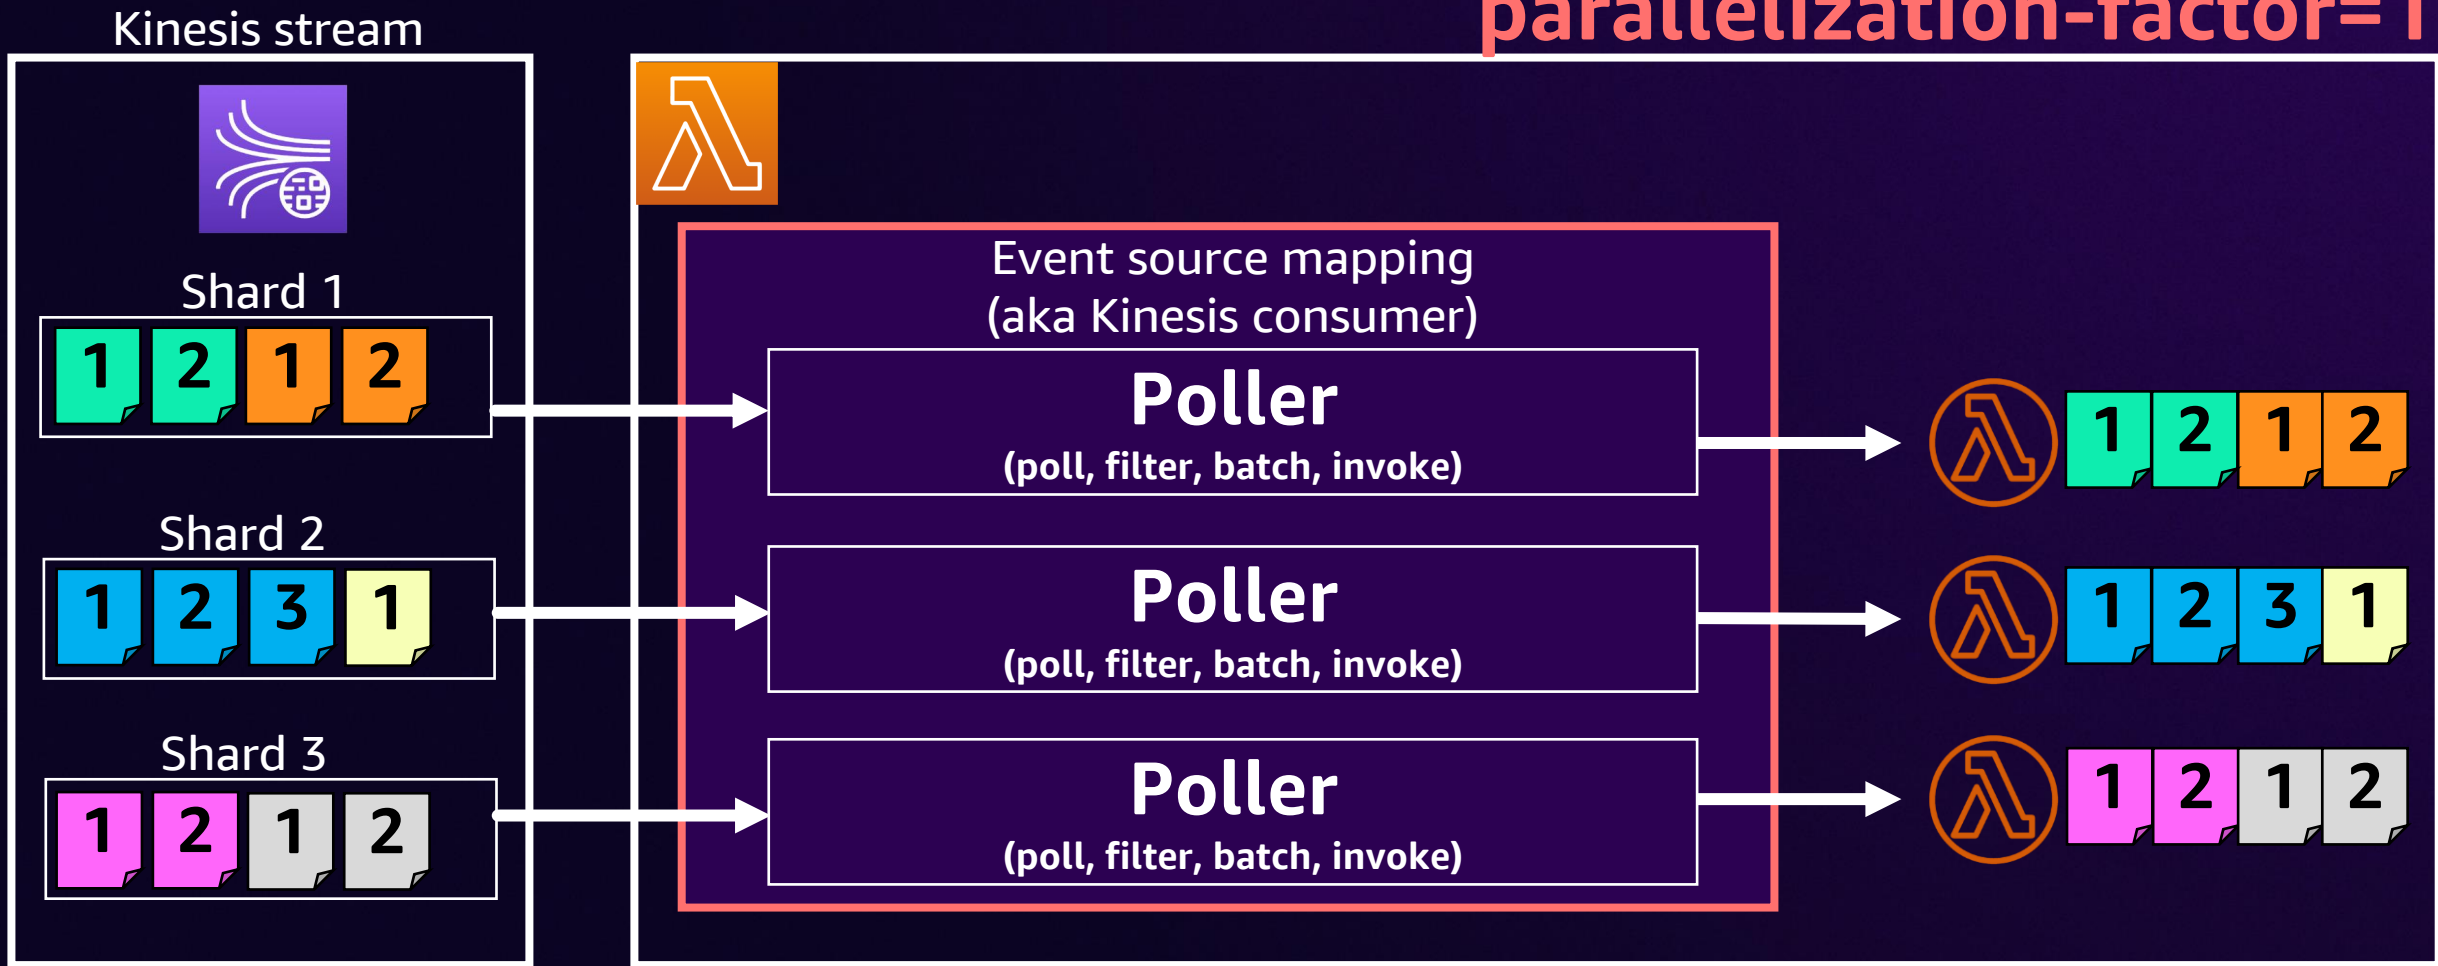 parallelization-factor=1
Kinesis stream
Event source mapping
(aka Kinesis consumer)
Shard 1
1 2 1 2
Poller
(poll, filter, batch, invoke)
1 2 1 2
Shard 2
1 2 3 1
Poller
(poll, filter, batch, invoke)
1 2 3 1
Shard 3
1 2 1 2
Poller
(poll, filter, batch, invoke)
1 2 1 2